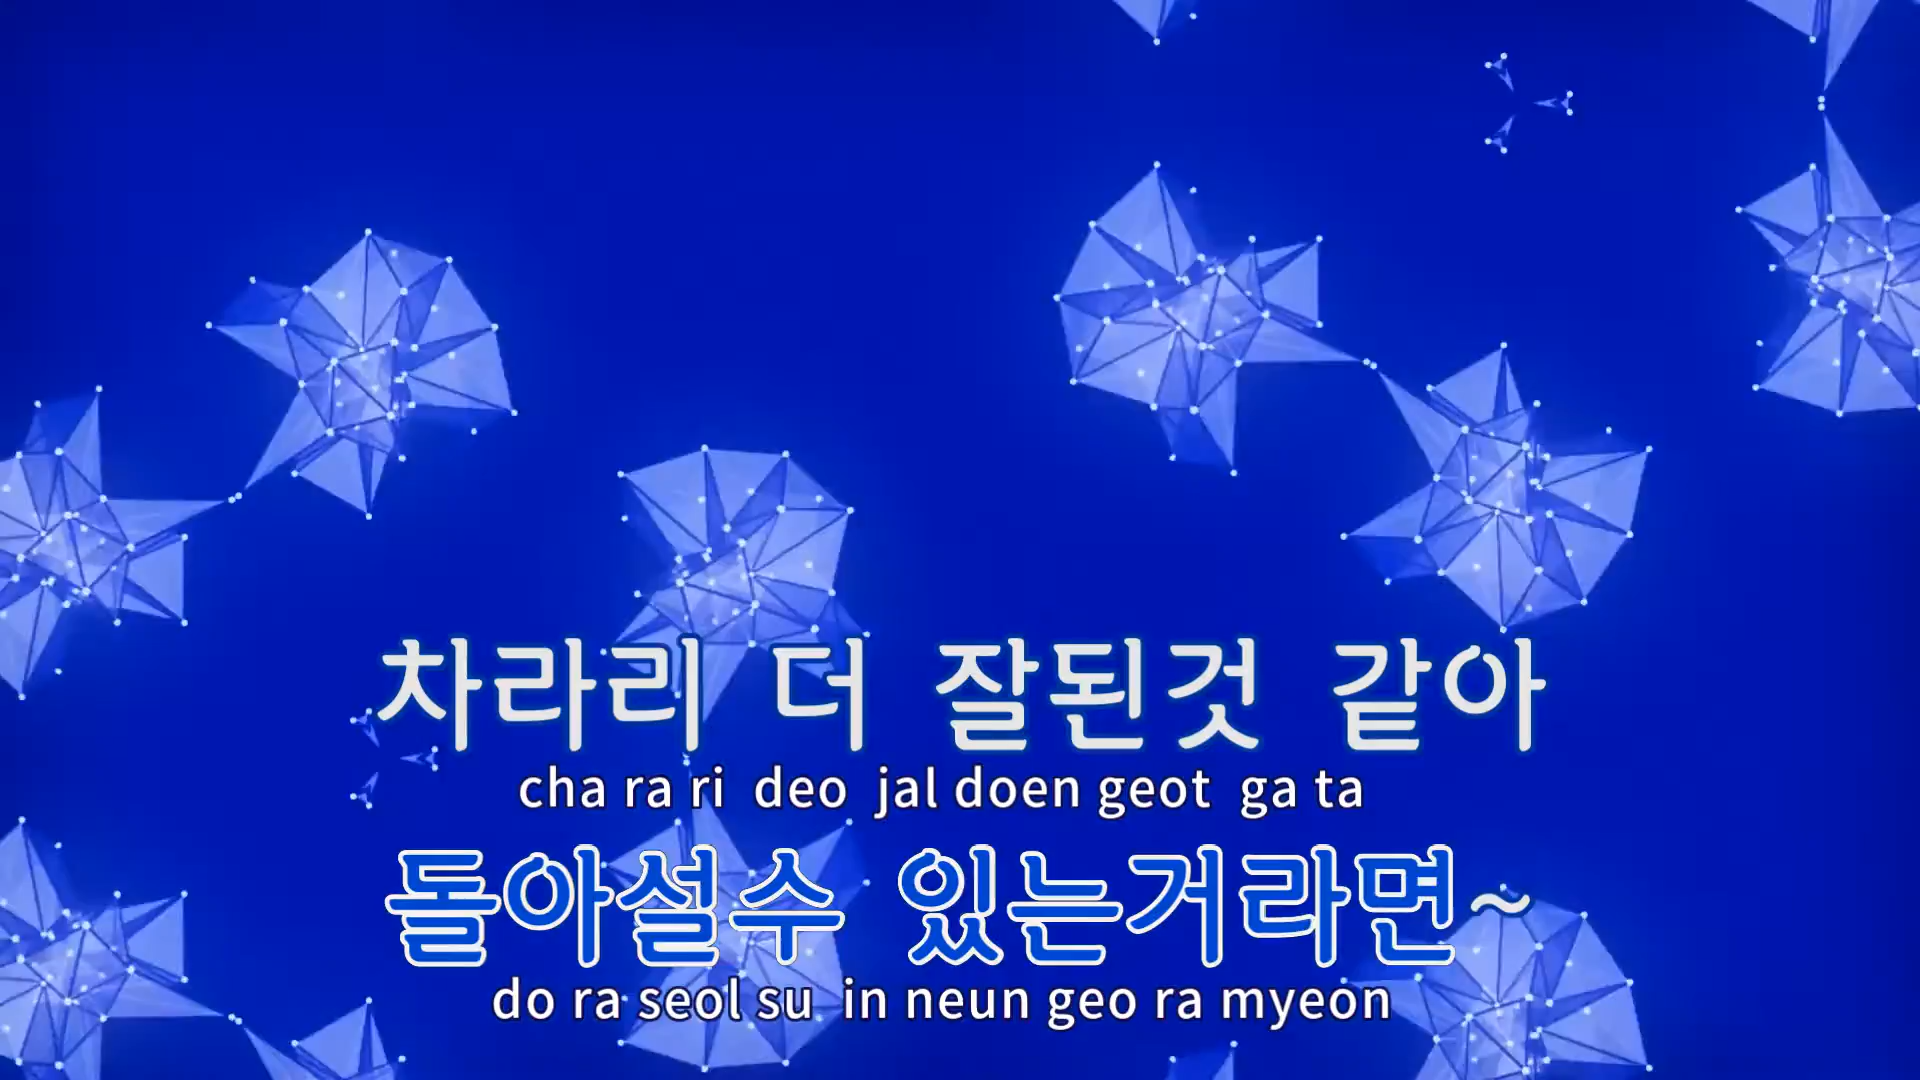 차라리 더 잘된것 같아
cha ra ri deo jal doen geot ga ta
돌아설수 있는거라면~
do ra seol su in neun geo ra myeon